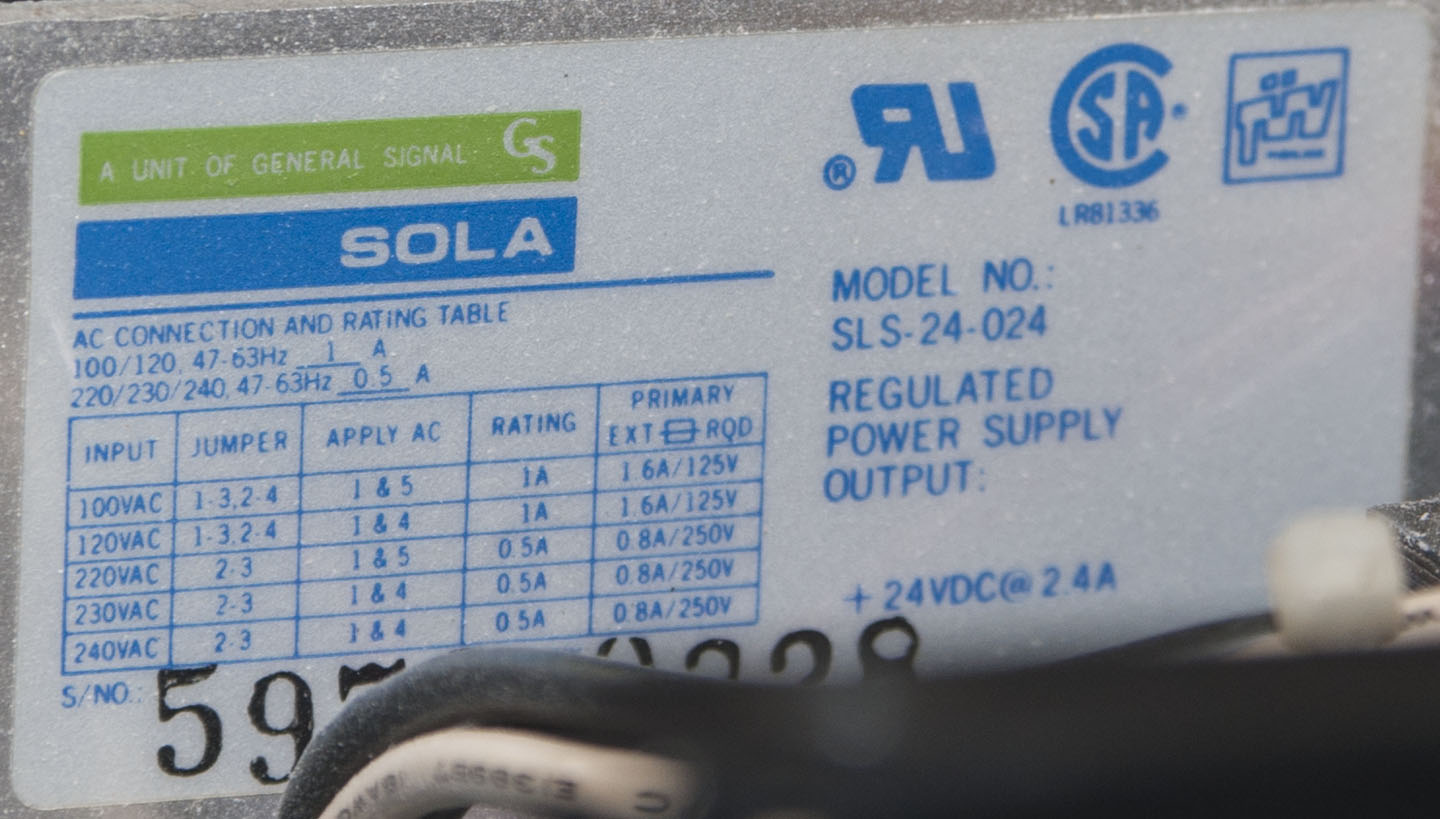 A UNIT OF GENERAL SIGNAL GS
SOLA
AC CONNECTION AND RATING TABLE
100/120, 47-63Hz 1 A
220/230/240, 47-63Hz 0.5 A
INPUT JUMPER APPLY AC RATING PRIMARY EXT RQD
100VAC 1-3,2-4 1 & 5 1A 1.6A/125V
120VAC 1-3,2-4 1 & 4 1A 1.6A/125V
220VAC 2-3 1 & 5 0.5A 0.8A/250V
230VAC 2-3 1 & 4 0.5A 0.8A/250V
240VAC 2-3 1 & 4 0.5A 0.8A/250V
S/NO.:
® UR
SA
LR81336
MODEL NO.:
SLS-24-024
REGULATED
POWER SUPPLY
OUTPUT:
+24VDC@2.4A